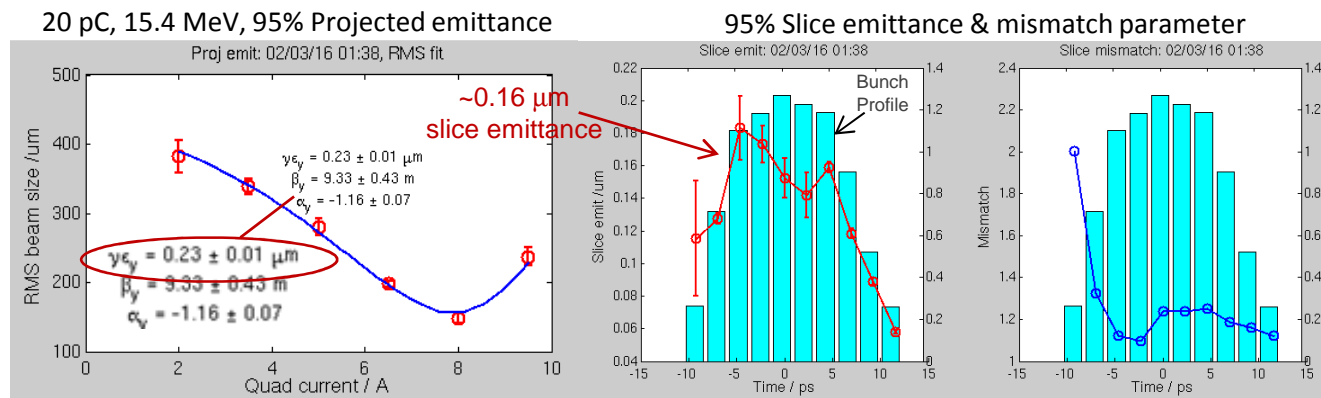 20 pC, 15.4 MeV, 95% Projected emittance
Proj emit: 02/03/16 01:38, RMS fit
500
400
300
200
100
RMS beam size /um
0
2
4
6
8
10
Quad current / A
γεy = 0.23 ± 0.01 μm
βy = 9.33 ± 0.43 m
αy = -1.16 ± 0.07
γεy = 0.23 ± 0.01 μm
βy = 9.33 ± 0.43 m
αy = -1.16 ± 0.07
95% Slice emittance & mismatch parameter
Slice emit: 02/03/16 01:38
~0.16 μm
slice emittance
Bunch
Profile
0.22
0.2
0.18
0.16
0.14
0.12
0.1
0.08
0.06
0.04
Slice emit /um
1.4
1.2
1
0.8
0.6
0.4
0.2
0
-15
-10
-5
0
5
10
15
Time / ps
Slice mismatch: 02/03/16 01:38
2.4
2.2
2
1.8
1.6
1.4
1.2
1
Mismatch
1.4
1.2
1
0.8
0.6
0.4
0.2
0
-15
-10
-5
0
5
10
15
Time / ps